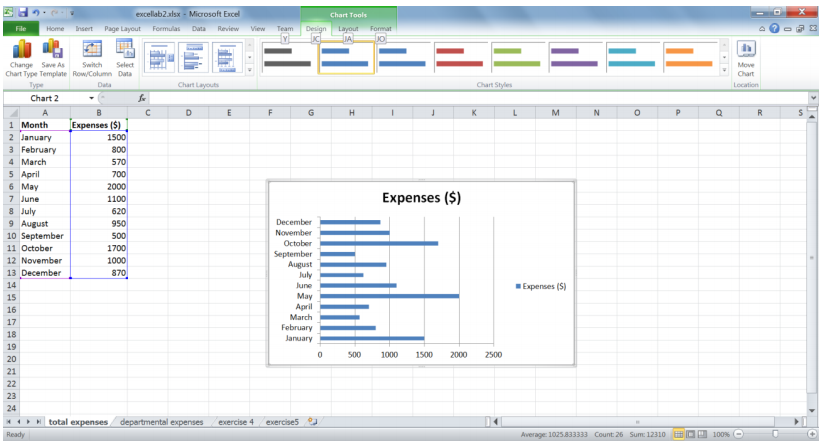 excellab2.xlsx - Microsoft Excel
Chart Tools
File Home Insert Page Layout Formulas Data Review View Team Design Layout Format
Y JC JA JO
Change Chart Type
Save As Template
Switch Row/Column
Select Data
Move Chart
Type Data Chart Layouts Chart Styles Location
Chart 2 fx
A B C D E F G H I J K L M N O P Q R S
1 Month Expenses ($)
2 January 1500
3 February 800
4 March 570
5 April 700
6 May 2000
7 June 1100
8 July 620
9 August 950
10 September 500
11 October 1700
12 November 1000
13 December 870
14
15
16
17
18
19
20
21
22
23
24
Expenses ($)
December
November
October
September
August
July
June
May
April
March
February
January
0 500 1000 1500 2000 2500
Expenses ($)
total expenses departmental expenses exercise 4 exercise5
Ready Average: 1025.833333 Count: 26 Sum: 12310 100%